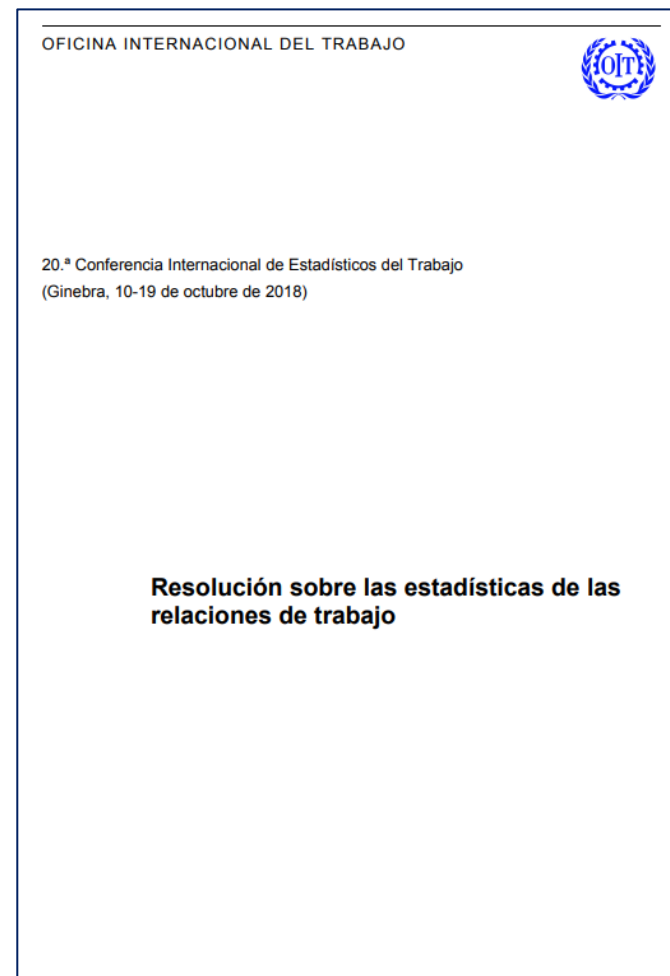 OFICINA INTERNACIONAL DEL TRABAJO
OIT
20.ª Conferencia Internacional de Estadísticos del Trabajo
(Ginebra, 10-19 de octubre de 2018)
Resolución sobre las estadísticas de las
relaciones de trabajo